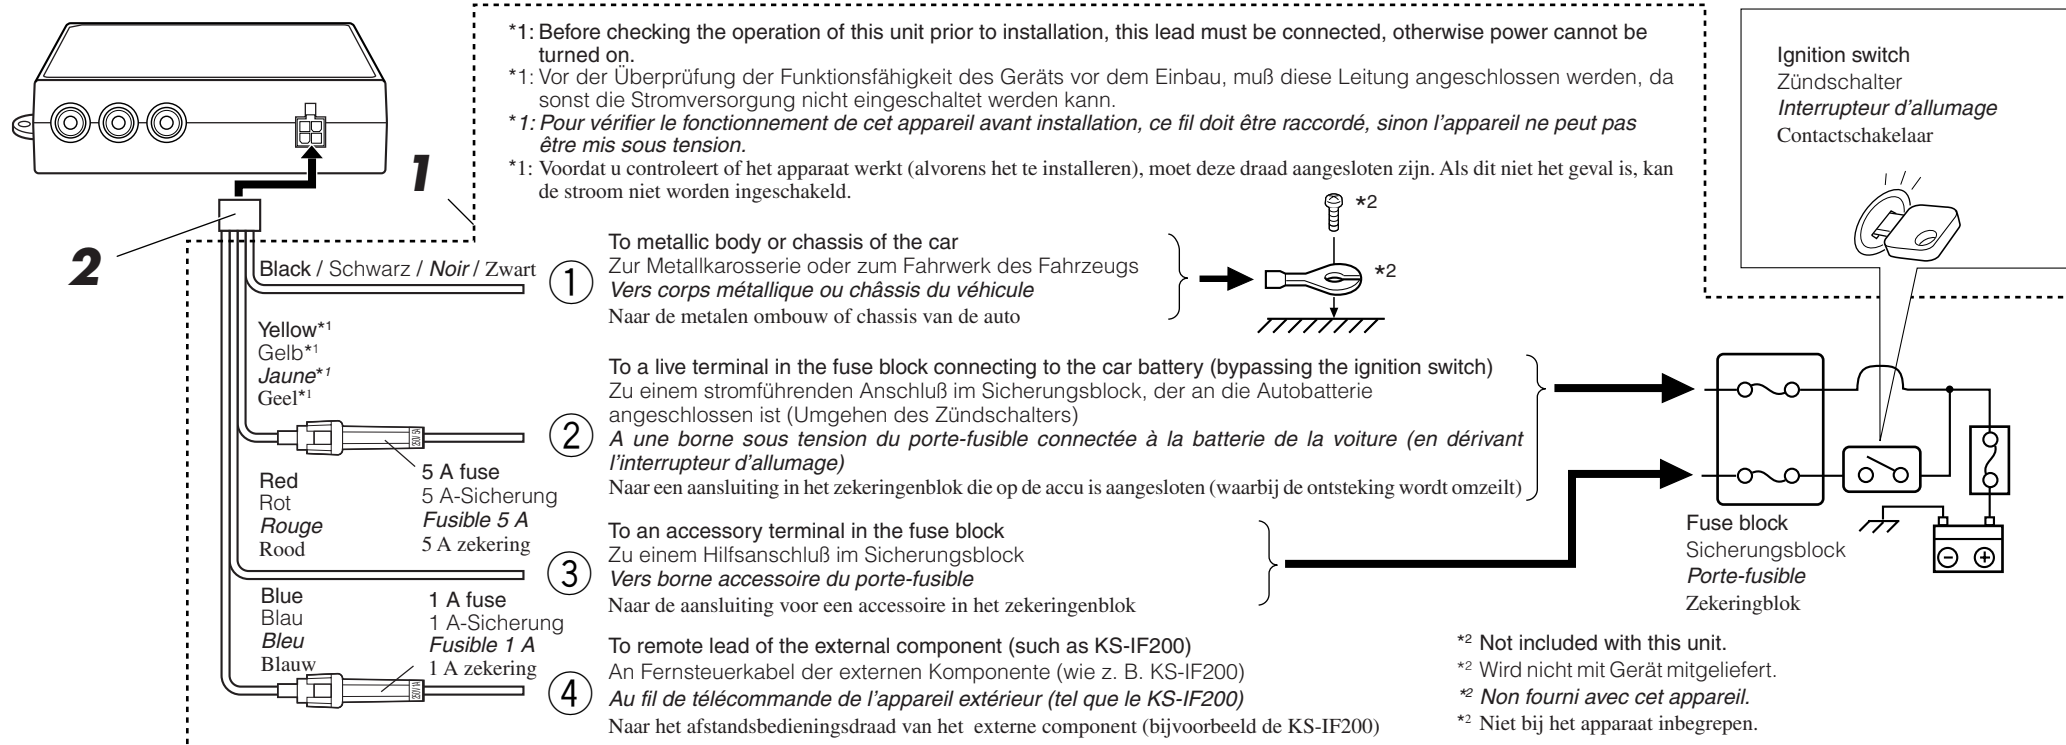 *1: Before checking the operation of this unit prior to installation, this lead must be connected, otherwise power cannot be
turned on.
*1: Vor der Überprüfung der Funktionsfähigkeit des Geräts vor dem Einbau, muß diese Leitung angeschlossen werden, da
sonst die Stromversorgung nicht eingeschaltet werden kann.
*1: Pour vérifier le fonctionnement de cet appareil avant installation, ce fil doit être raccordé, sinon l'appareil ne peut pas
être mis sous tension.
*1: Voordat u controleert of het apparaat werkt (alvorens het te installeren), moet deze draad aangesloten zijn. Als dit niet het geval is, kan
de stroom niet worden ingeschakeld.
Ignition switch
Zündschalter
Interrupteur d'allumage
Contactschakelaar
1
2
Black / Schwarz / Noir / Zwart
1
To metallic body or chassis of the car
Zur Metallkarosserie oder zum Fahrwerk des Fahrzeugs
Vers corps métallique ou châssis du véhicule
Naar de metalen ombouw of chassis van de auto
*2
*2
Yellow*1
Gelb*1
Jaune*1
Geel*1
250V 5A
5 A fuse
5 A-Sicherung
Fusible 5 A
5 A zekering
2
To a live terminal in the fuse block connecting to the car battery (bypassing the ignition switch)
Zu einem stromführenden Anschluß im Sicherungsblock, der an die Autobatterie
angeschlossen ist (Umgehen des Zündschalters)
A une borne sous tension du porte-fusible connectée à la batterie de la voiture (en dérivant
l'interrupteur d'allumage)
Naar een aansluiting in het zekeringenblok die op de accu is aangesloten (waarbij de ontsteking wordt omzeilt)
Red
Rot
Rouge
Rood
3
To an accessory terminal in the fuse block
Zu einem Hilfsanschluß im Sicherungsblock
Vers borne accessoire du porte-fusible
Naar de aansluiting voor een accessoire in het zekeringenblok
Fuse block
Sicherungsblock
Porte-fusible
Zekeringblok
Blue
Blau
Bleu
Blauw
1 A fuse
1 A-Sicherung
Fusible 1 A
1 A zekering
250V 1A
4
To remote lead of the external component (such as KS-IF200)
An Fernsteuerkabel der externen Komponente (wie z. B. KS-IF200)
Au fil de télécommande de l'appareil extérieur (tel que le KS-IF200)
Naar het afstandsbedieningsdraad van het externe component (bijvoorbeeld de KS-IF200)
*2 Not included with this unit.
*2 Wird nicht mit Gerät mitgeliefert.
*2 Non fourni avec cet appareil.
*2 Niet bij het apparaat inbegrepen.